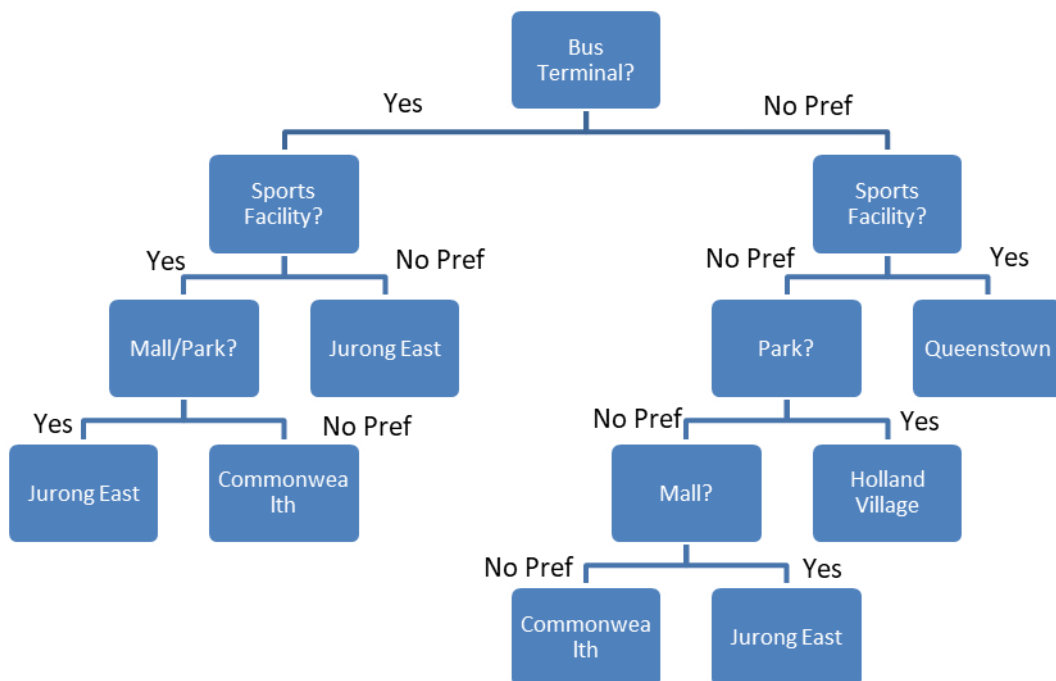 Bus
Terminal?
Yes
No Pref
Sports
Facility?
Sports
Facility?
Yes
No Pref
No Pref
Yes
Mall/Park?
Jurong East
Park?
Queenstown
Yes
No Pref
No Pref
Yes
Jurong East
Commonwea
lth
Mall?
Holland
Village
No Pref
Yes
Commonwea
lth
Jurong East